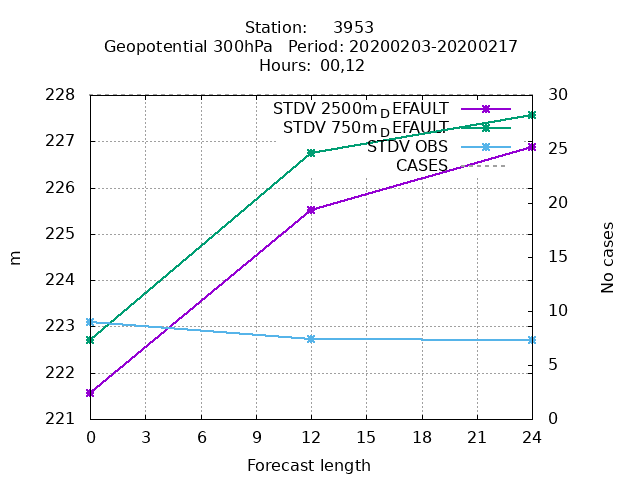 Station:     3953
Geopotential 300hPa   Period: 20200203-20200217
Hours:  00,12
STDV 2500mDEFAULT
STDV 750mDEFAULT
STDV OBS
CASES
228
227
226
225
224
223
222
221
30
25
20
15
10
5
0
m
No cases
0 3 6 9 12 15 18 21 24
Forecast length